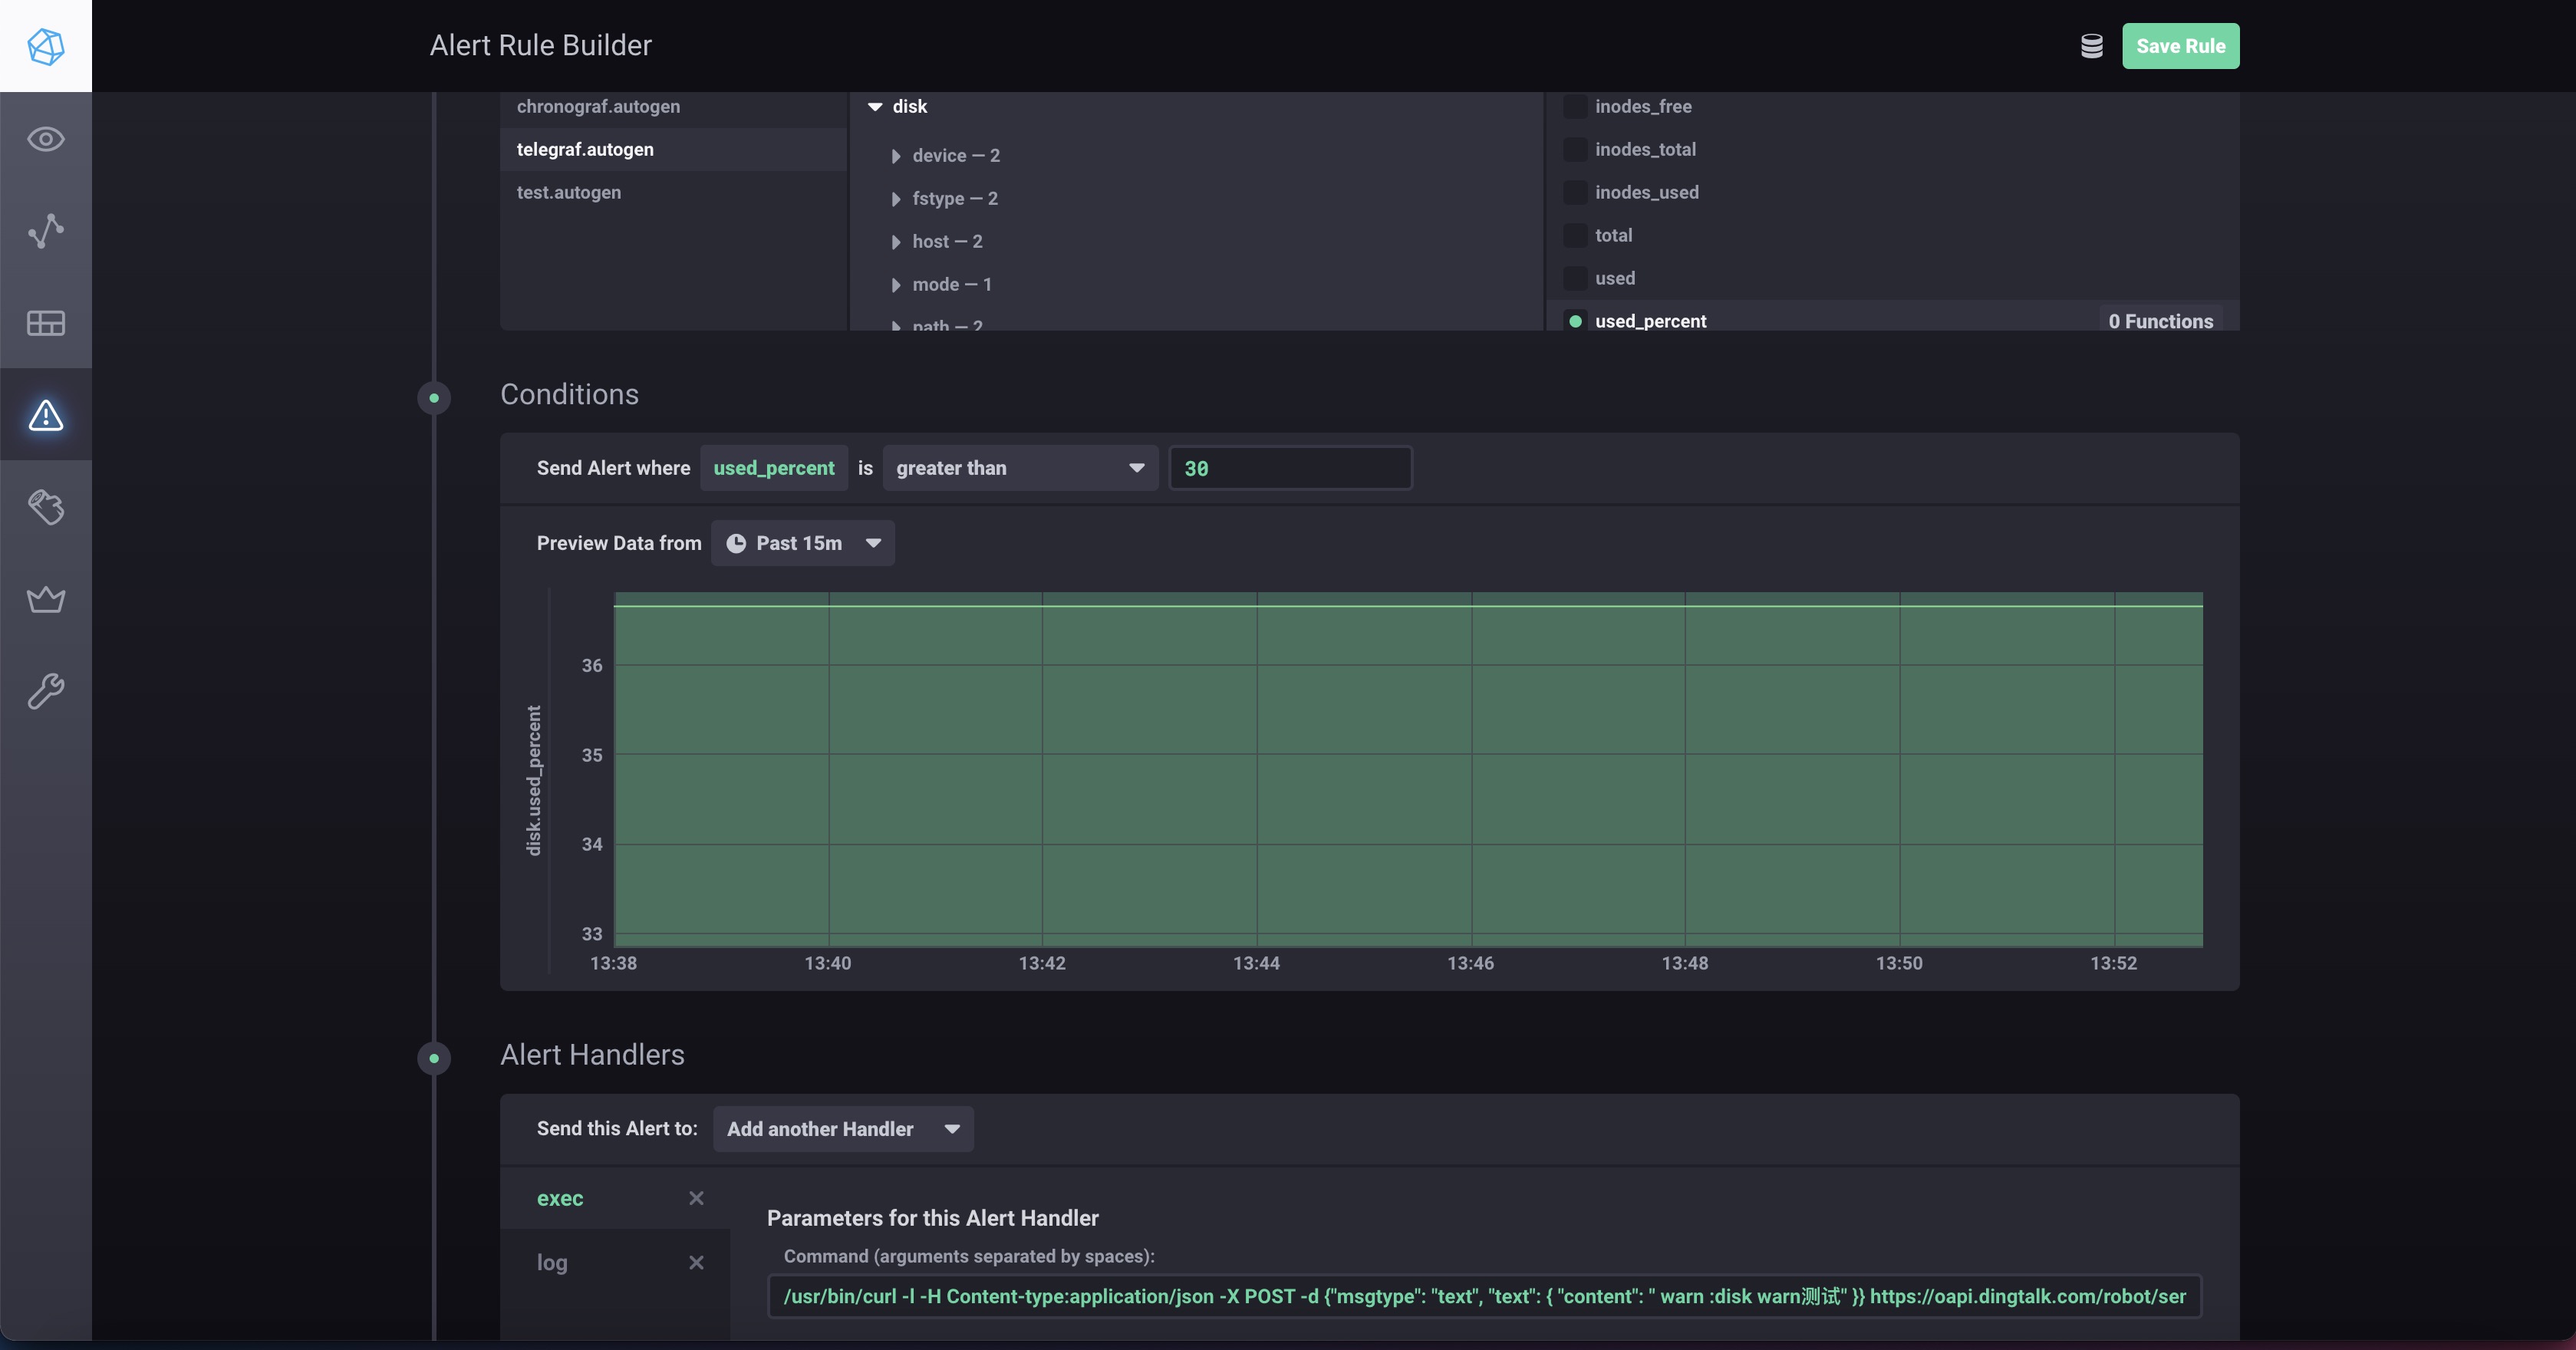 Alert Rule Builder
Save Rule
chronograf.autogen
telegraf.autogen
test.autogen
disk
device — 2
fstype — 2
host — 2
mode — 1
path — 2
inodes_free
inodes_total
inodes_used
total
used
used_percent
0 Functions
Conditions
Send Alert where used_percent is greater than 30
Preview Data from Past 15m
disk.used_percent
36
35
34
33
13:38 13:40 13:42 13:44 13:46 13:48 13:50 13:52
Alert Handlers
Send this Alert to: Add another Handler
exec
log
Parameters for this Alert Handler
Command (arguments separated by spaces):
/usr/bin/curl -l -H Content-type:application/json -X POST -d {"msgtype": "text", "text": { "content": " warn :disk warn测试" }} https://oapi.dingtalk.com/robot/ser